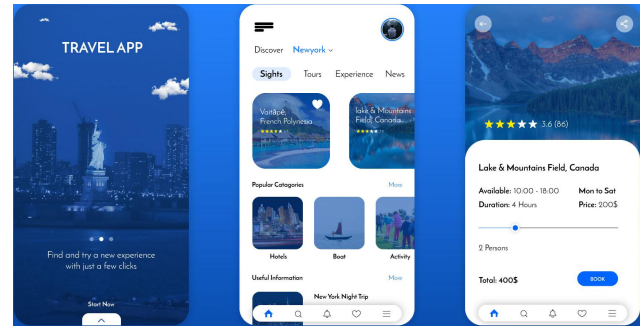 TRAVEL APP
Find and try a new experience
with just a few clicks
Start Now
Discover Newyork
Sights Tours Experience News
Vaitāpē,
French Polynesia
lake & Mountains
Field, Canada
Popular Catagories More
Hotels Boat Activity
Useful Information More
New York Night Trip
3.6 (86)
Lake & Mountains Field, Canada
Available: 10:00 - 18:00 Mon to Sat
Duration: 4 Hours Price: 200$
2 Persons
Total: 400$ BOOK